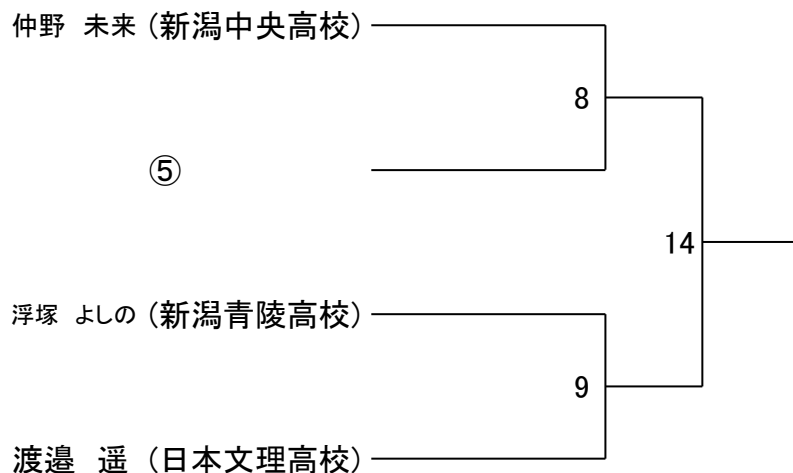 仲野　未来（新潟中央高校）
8
⑤
14
浮塚　よしの（新潟青陵高校）
9
渡邉　遥（日本文理高校）